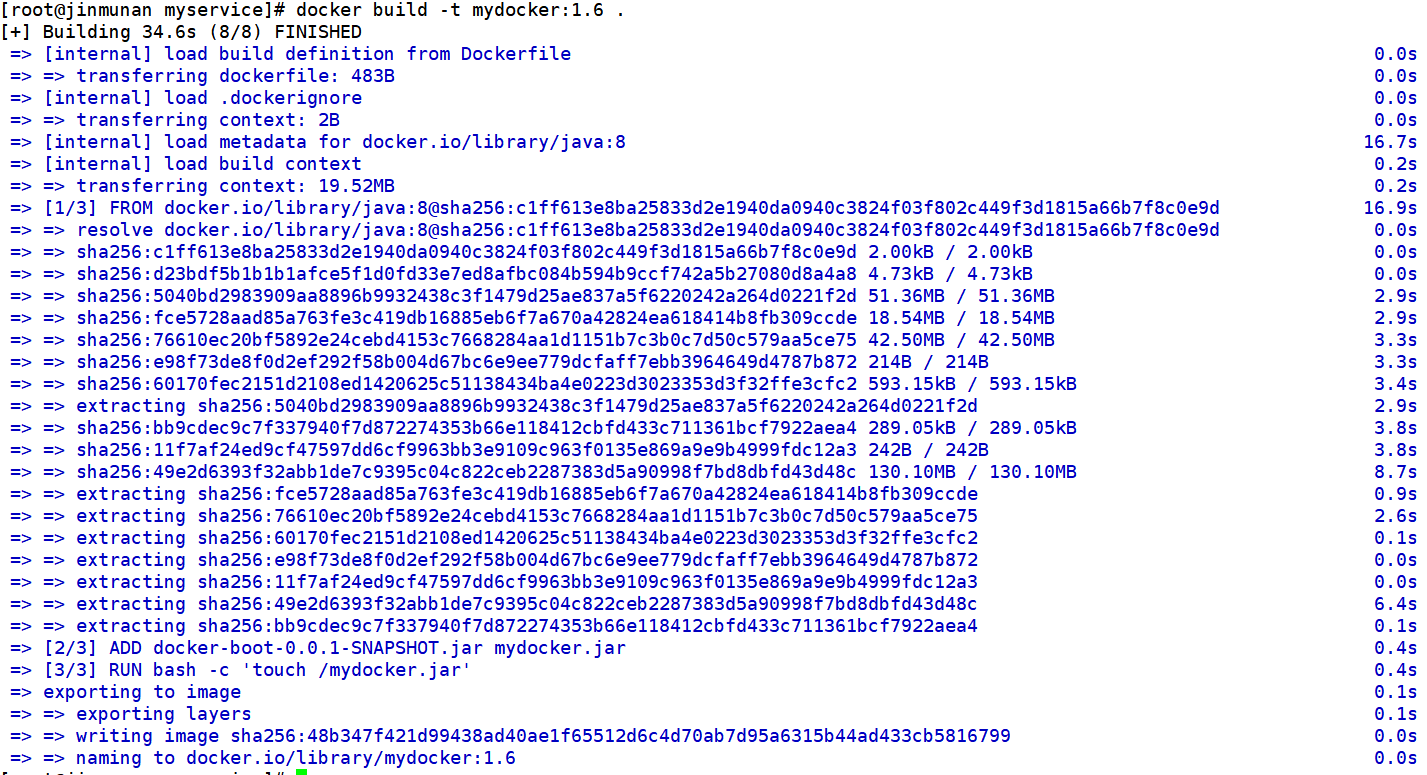 [root@jinmunan myservice]# docker build -t mydocker:1.6 .
[+] Building 34.6s (8/8) FINISHED
=> [internal] load build definition from Dockerfile 0.0s
=> => transferring dockerfile: 483B 0.0s
=> [internal] load .dockerignore 0.0s
=> => transferring context: 2B 0.0s
=> [internal] load metadata for docker.io/library/java:8 16.7s
=> [internal] load build context 0.2s
=> => transferring context: 19.52MB 0.2s
=> [1/3] FROM docker.io/library/java:8@sha256:c1ff613e8ba25833d2e1940da0940c3824f03f802c449f3d1815a66b7f8c0e9d 16.9s
=> => resolve docker.io/library/java:8@sha256:c1ff613e8ba25833d2e1940da0940c3824f03f802c449f3d1815a66b7f8c0e9d 0.0s
=> => sha256:c1ff613e8ba25833d2e1940da0940c3824f03f802c449f3d1815a66b7f8c0e9d 2.00kB / 2.00kB 0.0s
=> => sha256:d23bdf5b1b1b1afce5f1d0fd33e7ed8afbc084b594b9ccf742a5b27080d8a4a8 4.73kB / 4.73kB 0.0s
=> => sha256:5040bd2983909aa8896b9932438c3f1479d25ae837a5f6220242a264d0221f2d 51.36MB / 51.36MB 2.9s
=> => sha256:fce5728aad85a763fe3c419db16885eb6f7a670a42824ea618414b8fb309ccde 18.54MB / 18.54MB 2.9s
=> => sha256:76610ec20bf5892e24cebd4153c7668284aa1d1151b7c3b0c7d50c579aa5ce75 42.50MB / 42.50MB 3.3s
=> => sha256:e98f73de8f0d2ef292f58b004d67bc6e9ee779dcfaff7ebb3964649d4787b872 214B / 214B 3.3s
=> => sha256:60170fec2151d2108ed1420625c51138434ba4e0223d3023353d3f32ffe3cfc2 593.15kB / 593.15kB 3.4s
=> => extracting sha256:5040bd2983909aa8896b9932438c3f1479d25ae837a5f6220242a264d0221f2d 2.9s
=> => sha256:bb9cdec9c7f337940f7d872274353b66e118412cbfd433c711361bcf7922aea4 289.05kB / 289.05kB 3.8s
=> => sha256:11f7af24ed9cf47597dd6cf9963bb3e9109c963f0135e869a9e9b4999fdc12a3 242B / 242B 3.8s
=> => sha256:49e2d6393f32abb1de7c9395c04c822ceb2287383d5a90998f7bd8dbfd43d48c 130.10MB / 130.10MB 8.7s
=> => extracting sha256:fce5728aad85a763fe3c419db16885eb6f7a670a42824ea618414b8fb309ccde 0.9s
=> => extracting sha256:76610ec20bf5892e24cebd4153c7668284aa1d1151b7c3b0c7d50c579aa5ce75 2.6s
=> => extracting sha256:60170fec2151d2108ed1420625c51138434ba4e0223d3023353d3f32ffe3cfc2 0.1s
=> => extracting sha256:e98f73de8f0d2ef292f58b004d67bc6e9ee779dcfaff7ebb3964649d4787b872 0.0s
=> => extracting sha256:11f7af24ed9cf47597dd6cf9963bb3e9109c963f0135e869a9e9b4999fdc12a3 0.0s
=> => extracting sha256:49e2d6393f32abb1de7c9395c04c822ceb2287383d5a90998f7bd8dbfd43d48c 6.4s
=> => extracting sha256:bb9cdec9c7f337940f7d872274353b66e118412cbfd433c711361bcf7922aea4 0.1s
=> [2/3] ADD docker-boot-0.0.1-SNAPSHOT.jar mydocker.jar 0.4s
=> [3/3] RUN bash -c 'touch /mydocker.jar' 0.4s
=> exporting to image 0.1s
=> => exporting layers 0.1s
=> => writing image sha256:48b347f421d99438ad40ae1f65512d6c4d70ab7d95a6315b44ad433cb5816799 0.0s
=> => naming to docker.io/library/mydocker:1.6 0.0s